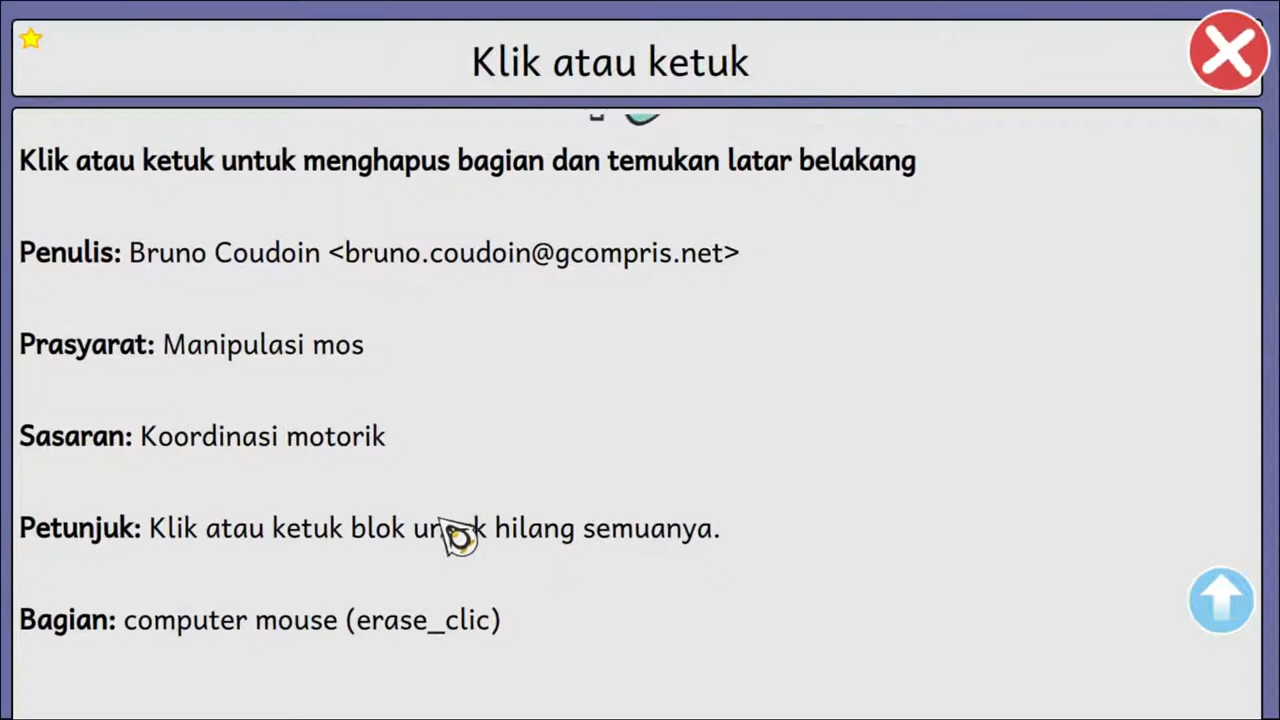 Klik atau ketuk
Klik atau ketuk untuk menghapus bagian dan temukan latar belakang
Penulis: Bruno Coudoin <bruno.coudoin@gcompris.net>
Prasyarat: Manipulasi mos
Sasaran: Koordinasi motorik
Petunjuk: Klik atau ketuk blok untuk hilang semuanya.
Bagian: computer mouse (erase_clic)